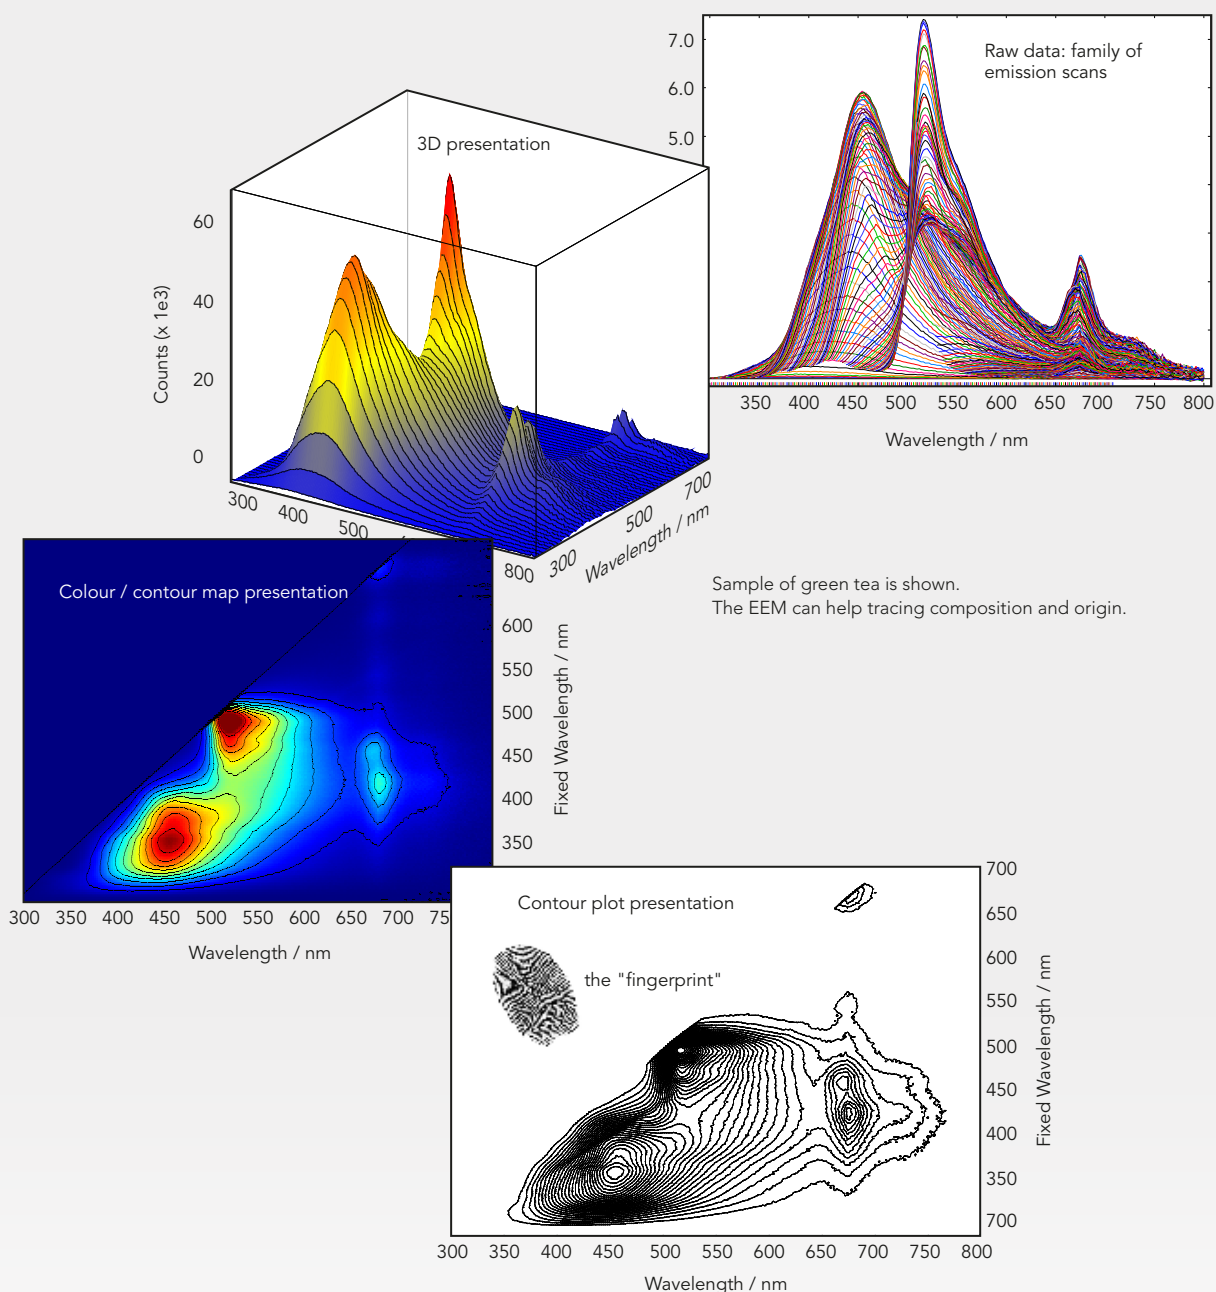 Raw data: family of
emission scans
7.0
6.0
5.0
350 400 450 500 550 600 650 700 750 800
Wavelength / nm
3D presentation
60
40
20
0
Counts (x 1e3)
300 400 500
800
300 500 700
Wavelength / nm
Sample of green tea is shown.
The EEM can help tracing composition and origin.
Colour / contour map presentation
600
550
500
450
400
350
Fixed Wavelength / nm
300 350 400 450 500 550 600 650 700
Wavelength / nm
Contour plot presentation
the "fingerprint"
700
650
600
550
500
450
400
350
700
Fixed Wavelength / nm
300 350 400 450 500 550 600 650 700 750 800
Wavelength / nm